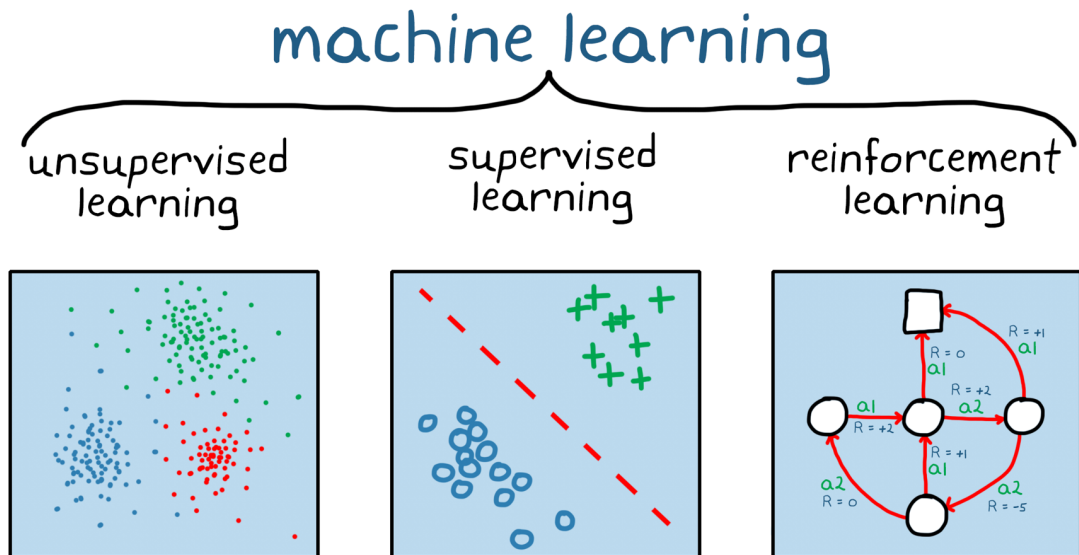 machine learning
unsupervised
learning
supervised
learning
reinforcement
learning
R = +1
a1
R = 0
a1
R = +2
a2
a1
R = +2
R = +1
a1
a2
R = 0
a2
R = -5